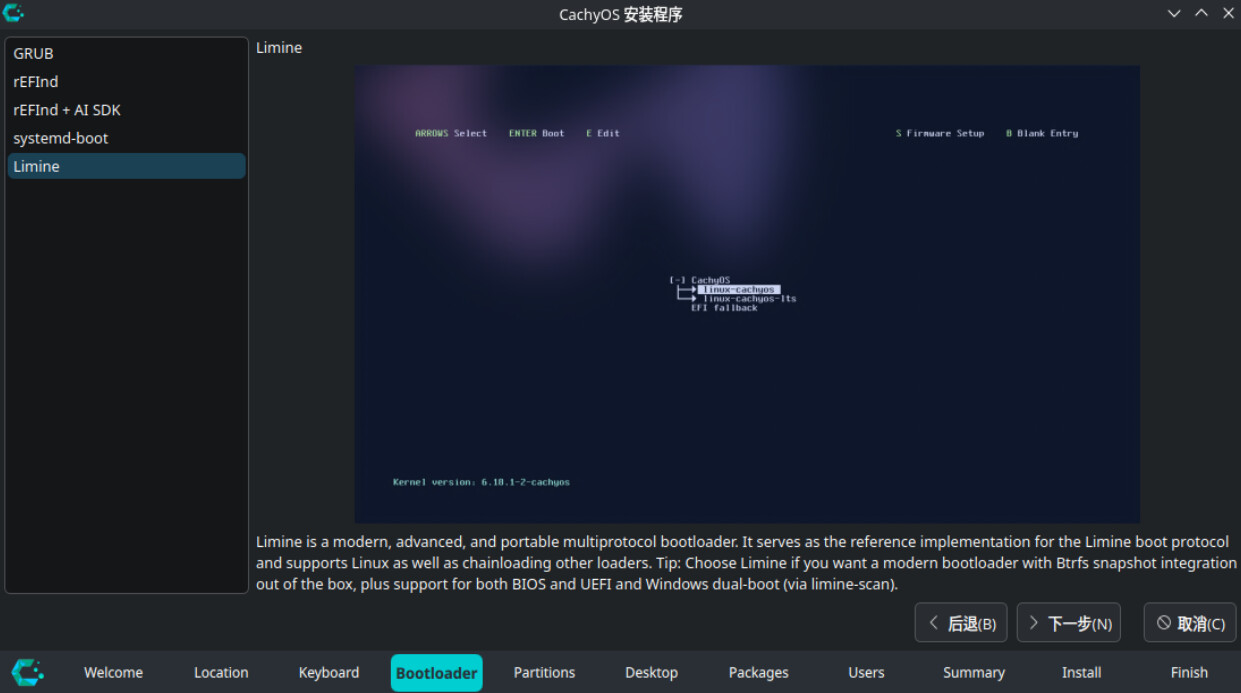 CachyOS 安装程序
GRUB
rEFInd
rEFInd + AI SDK
systemd-boot
Limine
Limine
ARROWS Select ENTER Boot E Edit
S Firmware Setup B Blank Entry
[-] CachyOS
linux-cachyos
linux-cachyos-lts
EFI fallback
Kernel version: 6.18.1-2-cachyos
Limine is a modern, advanced, and portable multiprotocol bootloader. It serves as the reference implementation for the Limine boot protocol
and supports Linux as well as chainloading other loaders. Tip: Choose Limine if you want a modern bootloader with Btrfs snapshot integration
out of the box, plus support for both BIOS and UEFI and Windows dual-boot (via limine-scan).
后退(B) 下一步(N) 取消(C)
Welcome Location Keyboard Bootloader Partitions Desktop Packages Users Summary Install Finish